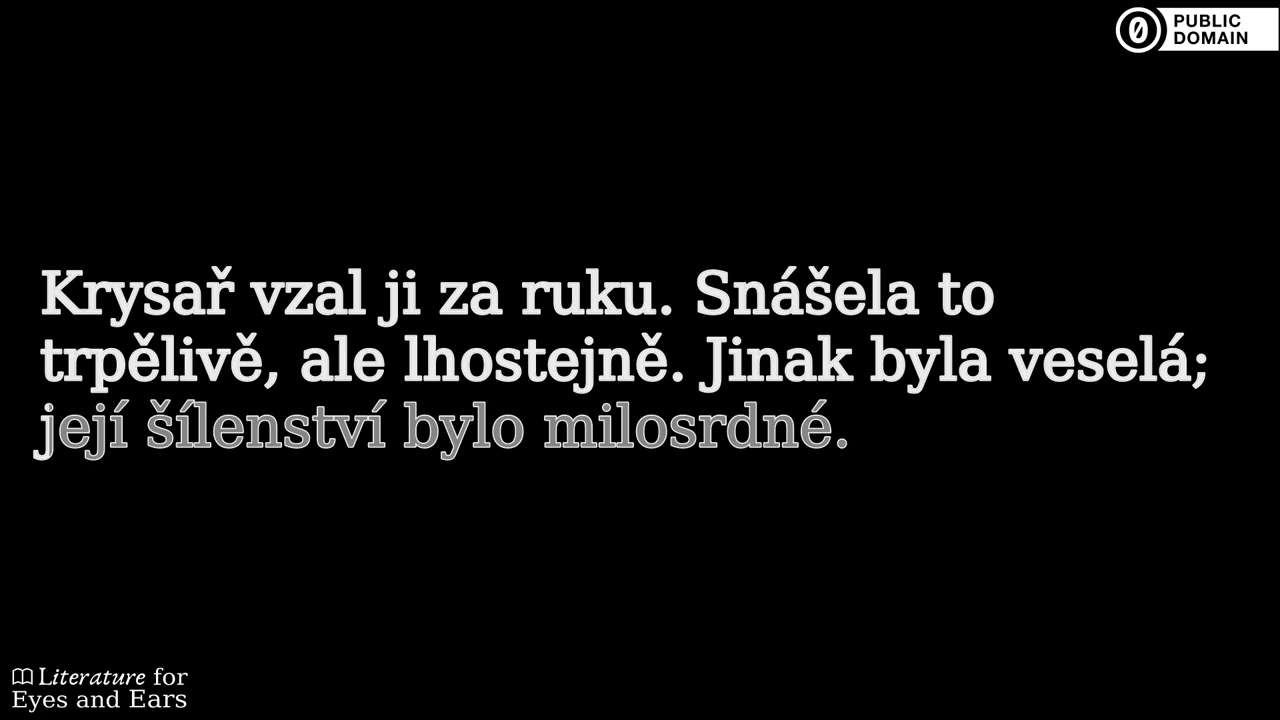 PUBLIC
DOMAIN
Krysař vzal ji za ruku. Snášela to
trpělivě, ale lhostejně. Jinak byla veselá;
její šílenství bylo milosrdné.
Literature for
Eyes and Ears